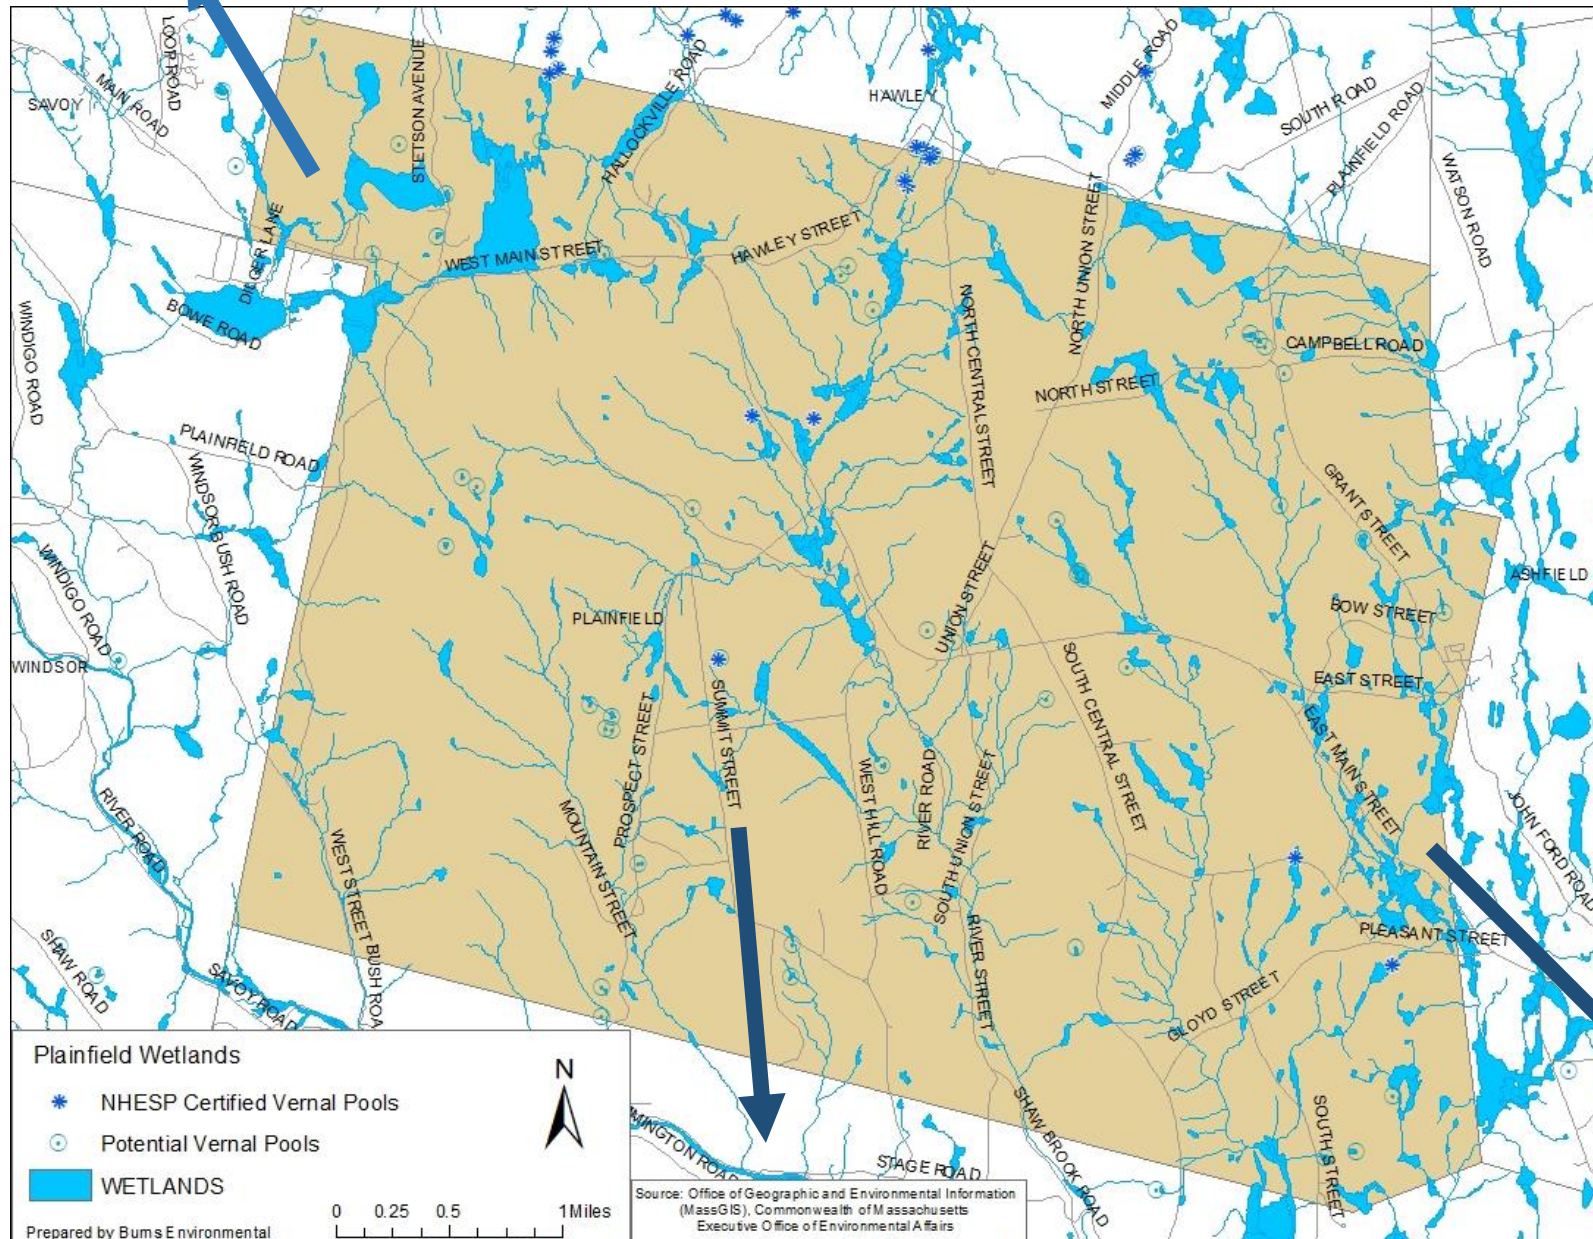 LOOP ROAD
MAIN ROAD
SAVOY
STETSON AVENUE
HALLOCKVILLE ROAD
HAWLEY
MIDDLE ROAD
SOUTH ROAD
PLAINFIELD ROAD
WATSON ROAD
DILGER LANE
WEST MAIN STREET
HAWLEY STREET
NORTH UNION STREET
BOWE ROAD
WINDIGO ROAD
NORTH CENTRAL STREET
CAMPBELL ROAD
NORTH STREET
PLAINFIELD ROAD
WINDSOR BUSH ROAD
GRANT STREET
WINDIGO ROAD
ASHFIELD
UNION STREET
BOW STREET
PLAINFIELD
WINDSOR
SOUTH CENTRAL STREET
EAST STREET
SUMMIT STREET
PROSPECT STREET
EAST MAIN STREET
RIVER ROAD
MOUNTAIN STREET
WEST HILL ROAD
RIVER ROAD
SOUTH UNION STREET
JOHN FORD ROAD
WEST STREET
BUSH ROA
PLEASANT STREET
SHAW ROAD
SAVOY ROAD
RIVER STREET
GLOYD STREET
SHAW BROOK ROAD
SOUTH STREET
MINGTON ROAD
STAGE ROAD
Plainfield Wetlands
N
NHESP Certified Vernal Pools
Potential Vernal Pools
WETLANDS
Prepared by Burns Environmental
0 0.25 0.5 1 Miles
Source: Office of Geographic and Environmental Information
(MassGIS), Commonwealth of Massachusetts
Executive Office of Environmental Affairs